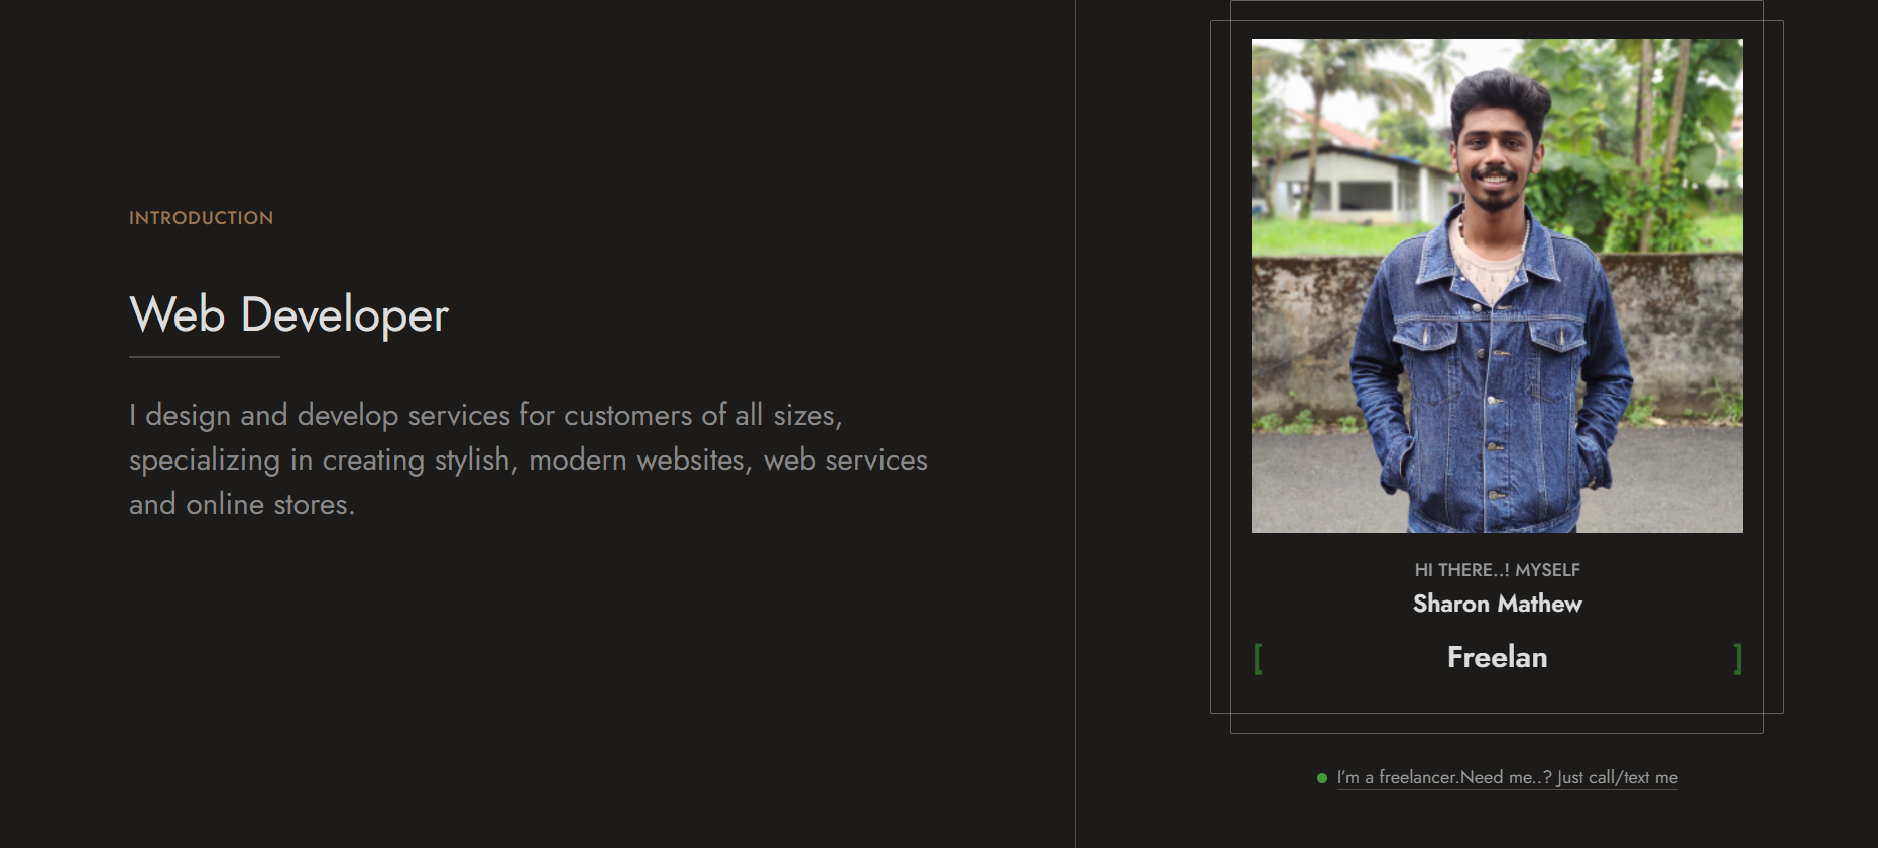 INTRODUCTION
Web Developer
I design and develop services for customers of all sizes,
specializing in creating stylish, modern websites, web services
and online stores.
HI THERE..! MYSELF
Sharon Mathew
[ Freelan ]
I'm a freelancer.Need me..? Just call/text me